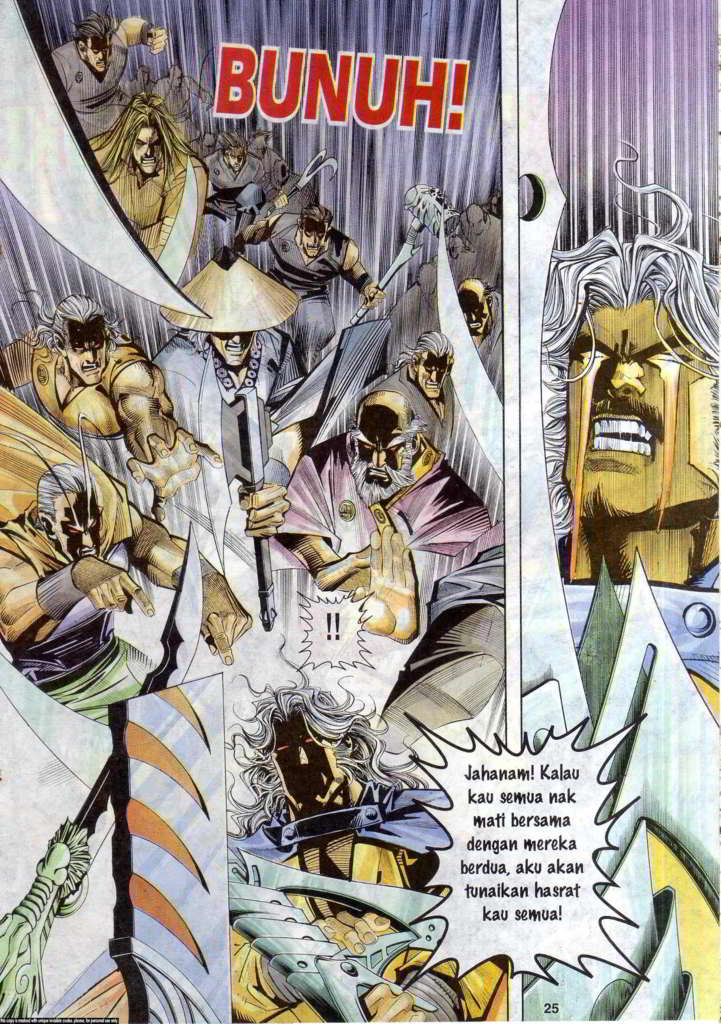 BUNUH!
!!
Jahanam! Kalau
kau semua nak
mati bersama
dengan mereka
berdua, aku akan
tunaikan hasrat
kau semua!
25